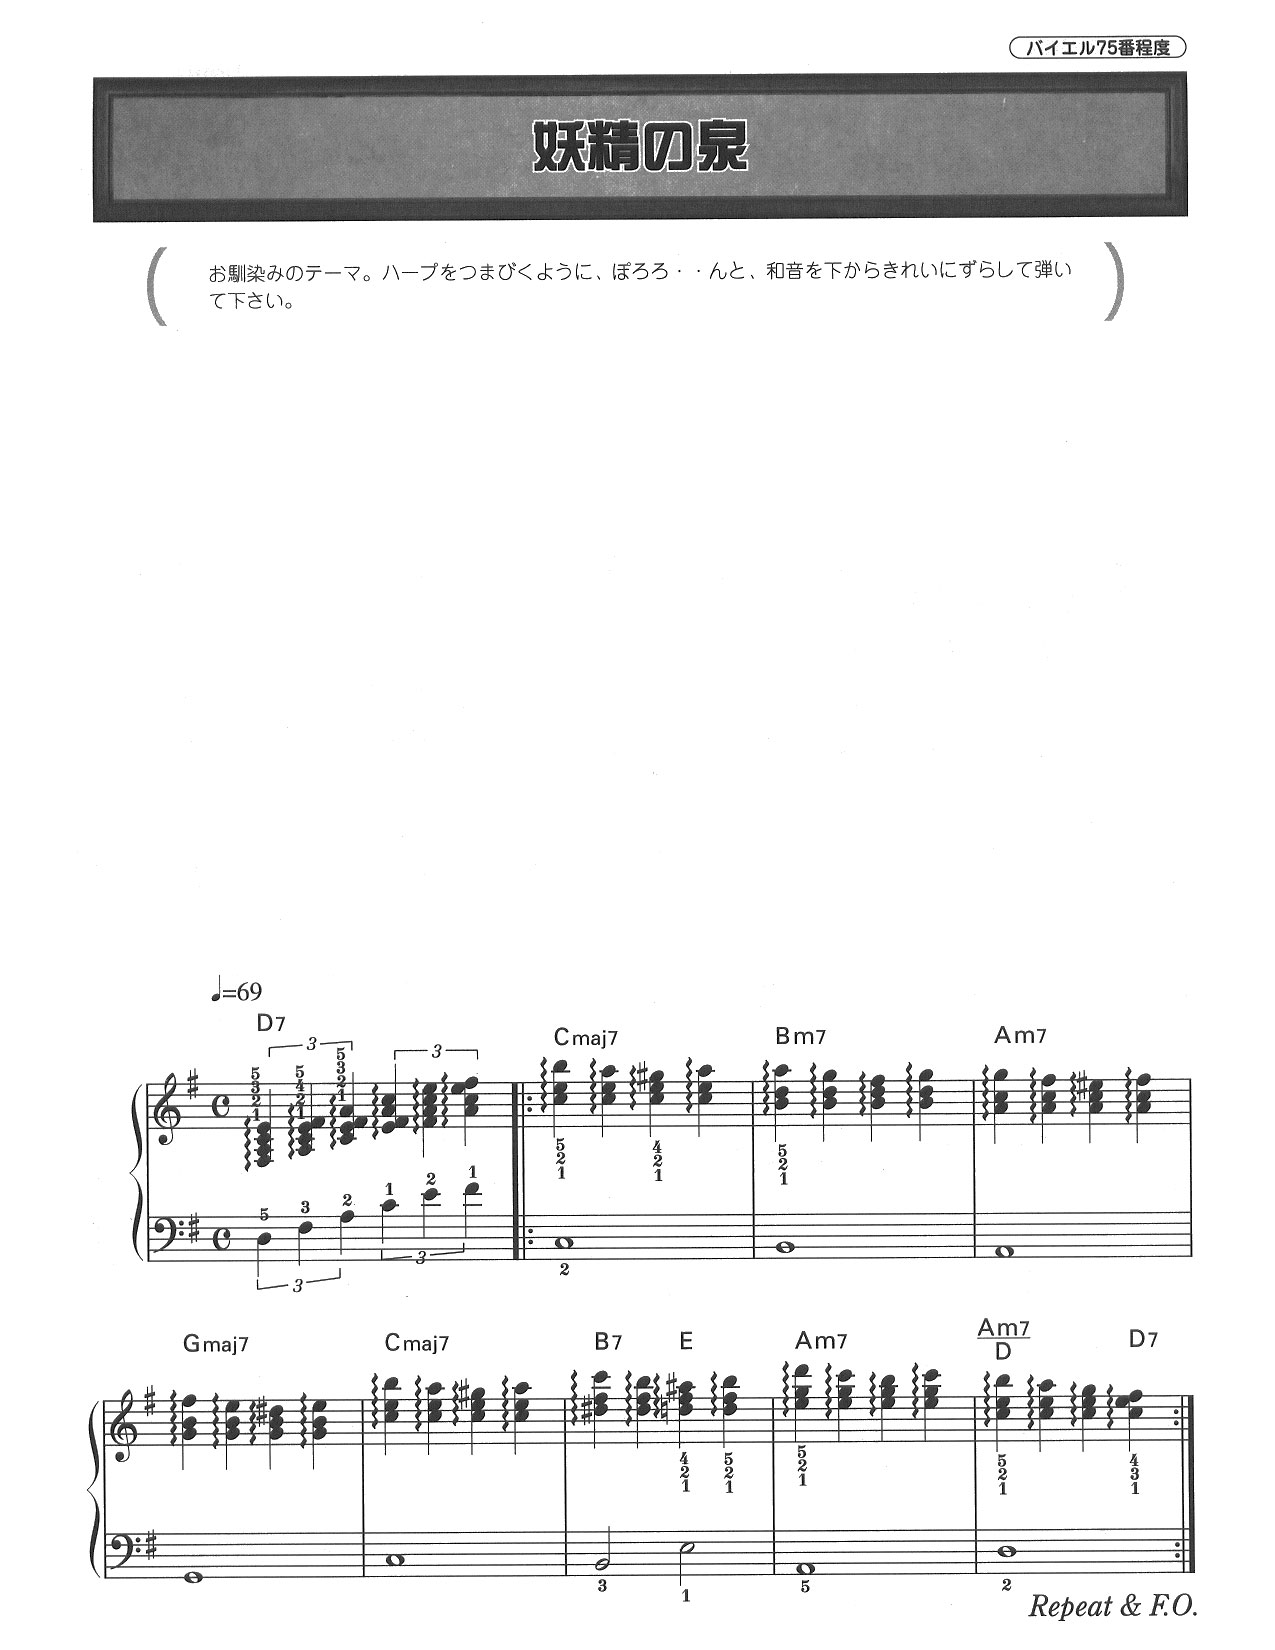 バイエル75番程度
妖精の泉
お馴染みのテーマ。ハープをつまびくように、ぽろろ・・んと、和音を下からきれいにずらして弾い
て下さい。
♩=69
D7 Cmaj7 Bm7 Am7
3 3
5 5 5
3 4 3
2 2 2
1 1 1
5 4 5
2 2 2
1 1 1
5 3 2 1 2 1
3 3
2
Gmaj7 Cmaj7 B7 E Am7 Am7 D7
D
4 5 5 5 4
2 2 2 2 3
1 1 1 1 1
3 1 5 2
Repeat & F.O.